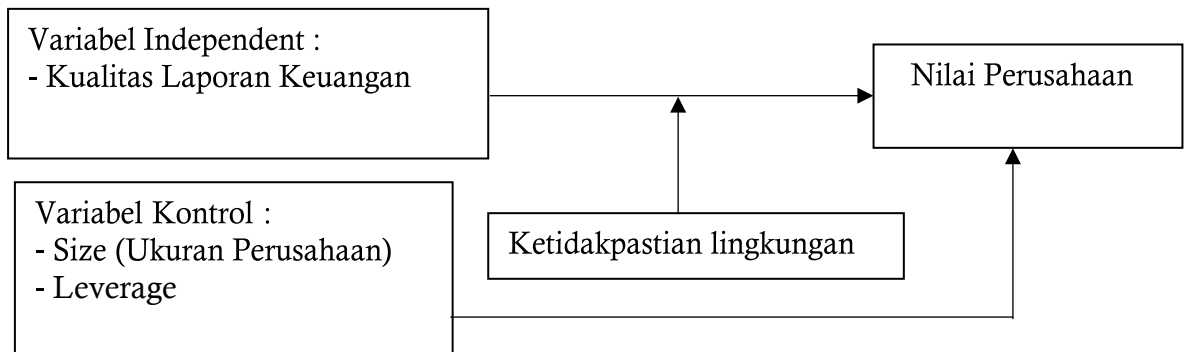 Variabel Independent :
- Kualitas Laporan Keuangan
Nilai Perusahaan
Variabel Kontrol :
- Size (Ukuran Perusahaan)
- Leverage
Ketidakpastian lingkungan